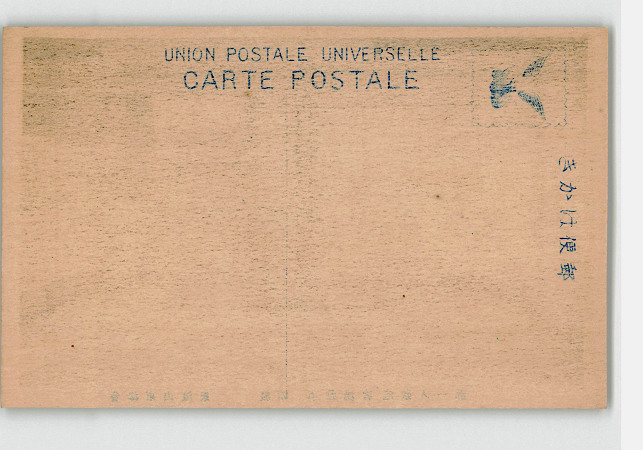 UNION POSTALE UNIVERSELLE
CARTE POSTALE
きかは便郵